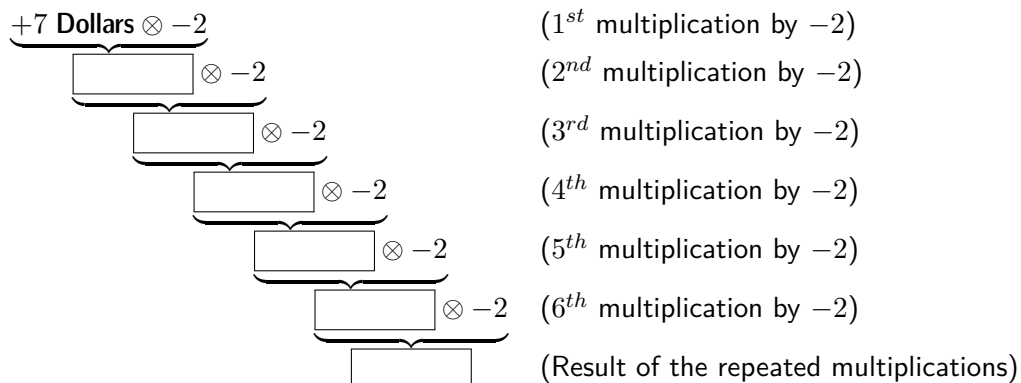 +7 Dollars ⊗ −2 (1st multiplication by −2)
⊗ −2 (2nd multiplication by −2)
⊗ −2 (3rd multiplication by −2)
⊗ −2 (4th multiplication by −2)
⊗ −2 (5th multiplication by −2)
⊗ −2 (6th multiplication by −2)
(Result of the repeated multiplications)